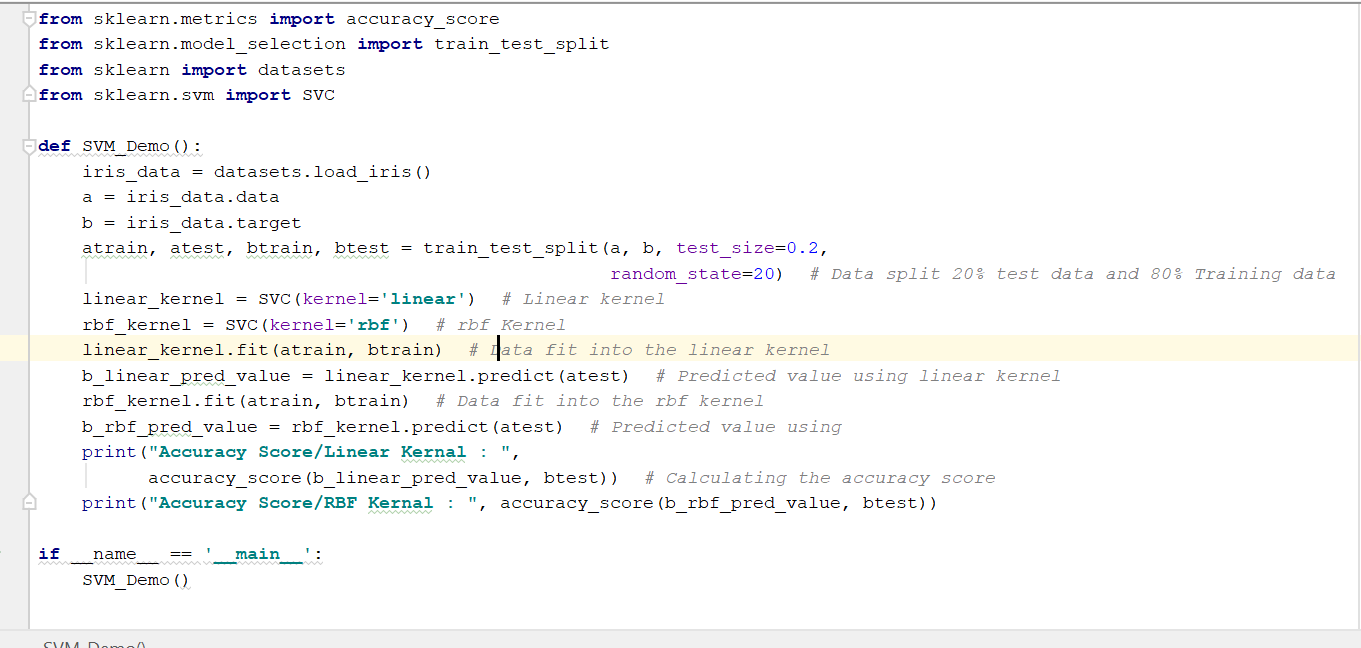 from sklearn.metrics import accuracy_score
from sklearn.model_selection import train_test_split
from sklearn import datasets
from sklearn.svm import SVC
def SVM_Demo():
iris_data = datasets.load_iris()
a = iris_data.data
b = iris_data.target
atrain, atest, btrain, btest = train_test_split(a, b, test_size=0.2,
random_state=20)  # Data split 20% test data and 80% Training data
linear_kernel = SVC(kernel='linear')  # Linear kernel
rbf_kernel = SVC(kernel='rbf')  # rbf Kernel
linear_kernel.fit(atrain, btrain)  # Data fit into the linear kernel
b_linear_pred_value = linear_kernel.predict(atest)  # Predicted value using linear kernel
rbf_kernel.fit(atrain, btrain)  # Data fit into the rbf kernel
b_rbf_pred_value = rbf_kernel.predict(atest)  # Predicted value using
print("Accuracy Score/Linear Kernal : ",
accuracy_score(b_linear_pred_value, btest))  # Calculating the accuracy score
print("Accuracy Score/RBF Kernal : ", accuracy_score(b_rbf_pred_value, btest))
if __name__ == '__main__':
SVM_Demo()
SVM_Demo()